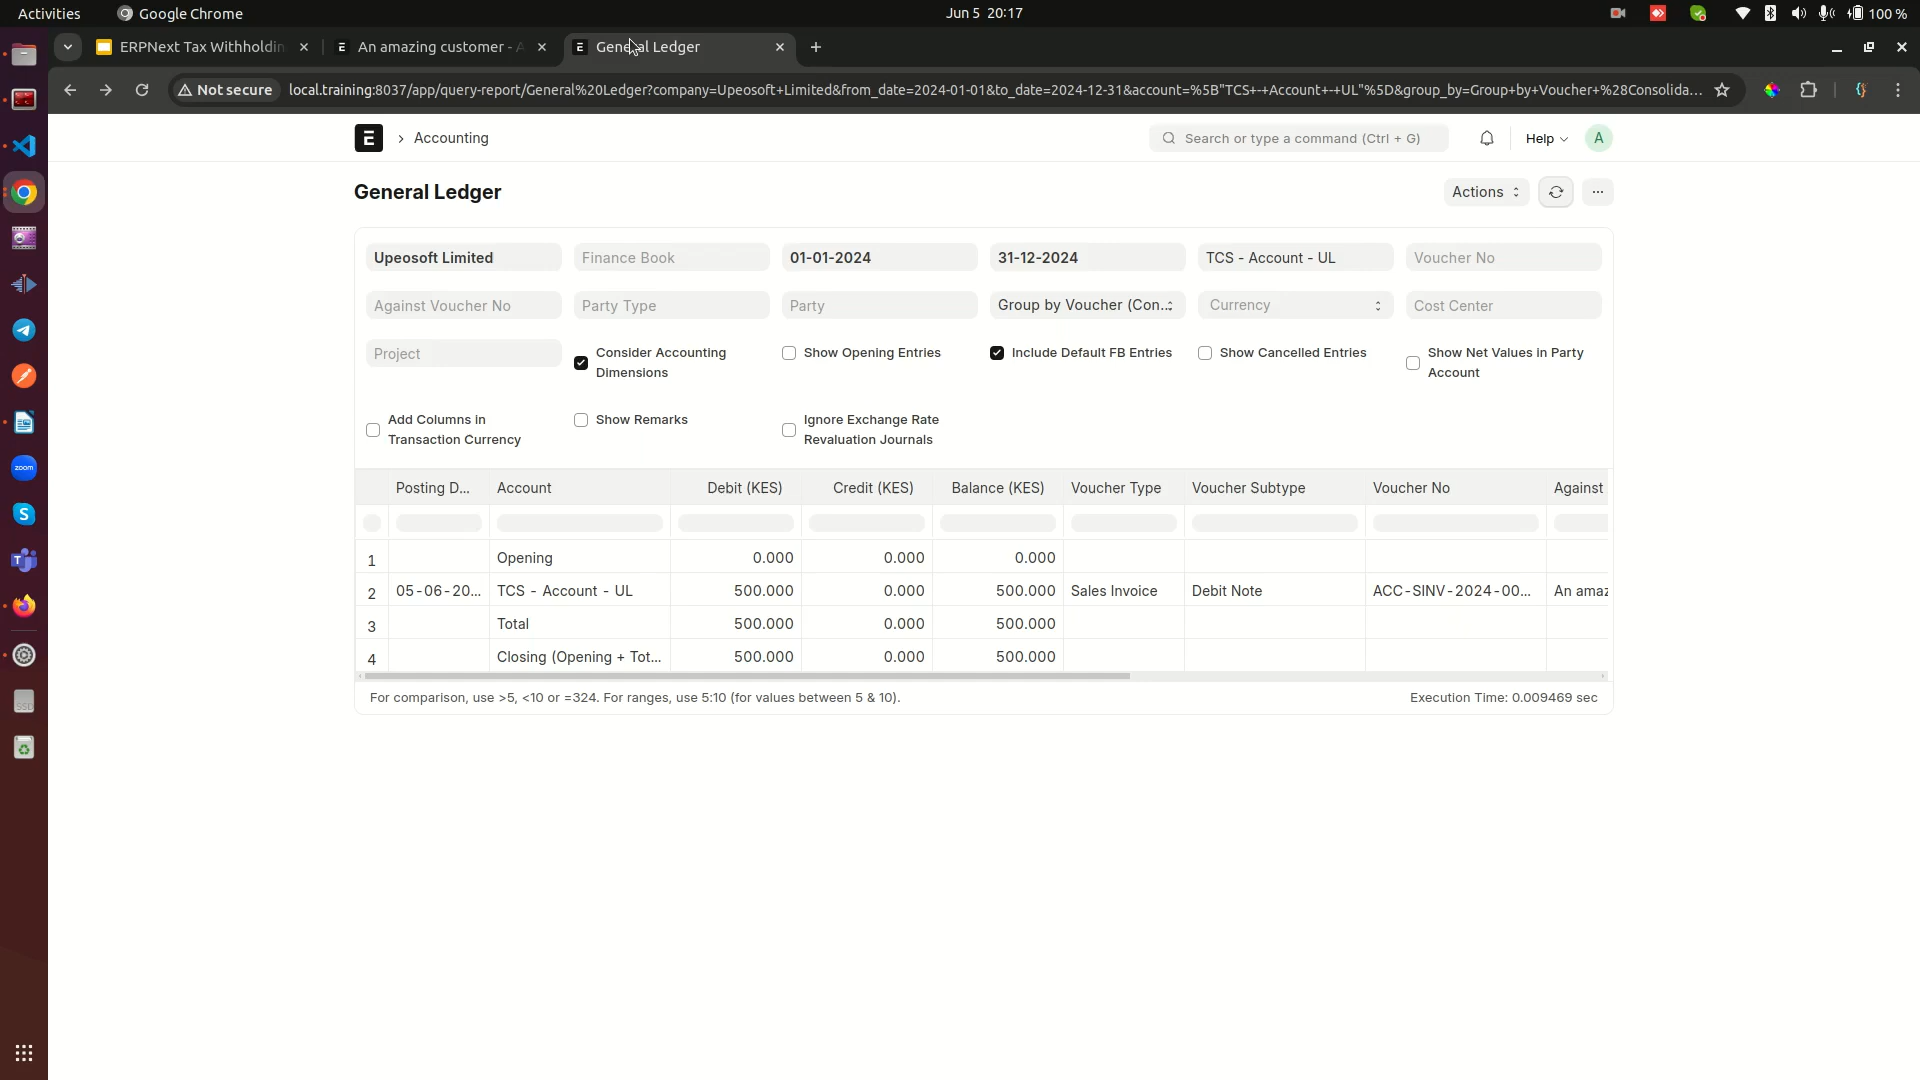 Activities
Google Chrome
Jun 5 20:17
100 %
ERPNext Tax Withholdin
An amazing customer - A
General Ledger
Not secure
local.training:8037/app/query-report/General%20Ledger?company=Upeosoft+Limited&from_date=2024-01-01&to_date=2024-12-31&account=%5B"TCS+-+Account+-+UL"%5D&group_by=Group+by+Voucher+%28Consolida...
E
Accounting
Search or type a command (Ctrl + G)
Help
A
General Ledger
Actions
Upeosoft Limited
Finance Book
01-01-2024
31-12-2024
TCS - Account - UL
Voucher No
Against Voucher No
Party Type
Party
Group by Voucher (Con...
Currency
Cost Center
Project
Consider Accounting
Dimensions
Show Opening Entries
Include Default FB Entries
Show Cancelled Entries
Show Net Values in Party
Account
Add Columns in
Transaction Currency
Show Remarks
Ignore Exchange Rate
Revaluation Journals
Posting D... Account Debit (KES) Credit (KES) Balance (KES) Voucher Type Voucher Subtype Voucher No Against
1 Opening 0.000 0.000 0.000
2 05-06-20... TCS - Account - UL 500.000 0.000 500.000 Sales Invoice Debit Note ACC-SINV-2024-00... An amaz
3 Total 500.000 0.000 500.000
4 Closing (Opening + Tot... 500.000 0.000 500.000
For comparison, use >5, <10 or =324. For ranges, use 5:10 (for values between 5 & 10).
Execution Time: 0.009469 sec
zoom
SSD